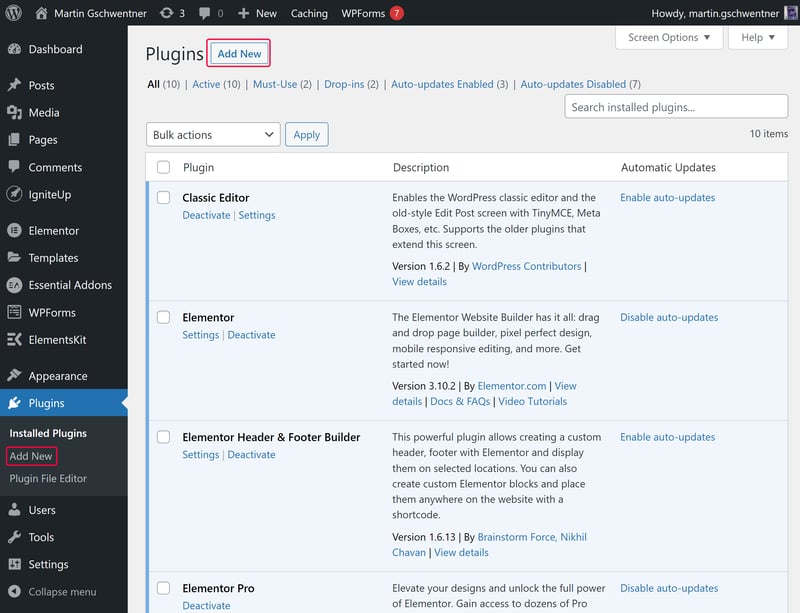 Martin Gschwentner 3 0 New Caching WPForms 7 Howdy, martin.gschwentner
Dashboard
Posts
Media
Pages
Comments
IgniteUp
Elementor
Templates
Essential Addons
WPForms
ElementsKit
Appearance
Plugins
Installed Plugins
Add New
Plugin File Editor
Users
Tools
Settings
Collapse menu
Screen Options Help
Plugins Add New
All (10) | Active (10) | Must-Use (2) | Drop-ins (2) | Auto-updates Enabled (3) | Auto-updates Disabled (7)
Search installed plugins...
Bulk actions Apply 10 items
Plugin Description Automatic Updates
Classic Editor
Deactivate | Settings
Enables the WordPress classic editor and the
old-style Edit Post screen with TinyMCE, Meta
Boxes, etc. Supports the older plugins that
extend this screen.
Version 1.6.2 | By WordPress Contributors |
View details
Enable auto-updates
Elementor
Settings | Deactivate
The Elementor Website Builder has it all: drag
and drop page builder, pixel perfect design,
mobile responsive editing, and more. Get
started now!
Version 3.10.2 | By Elementor.com | View
details | Docs & FAQs | Video Tutorials
Disable auto-updates
Elementor Header & Footer Builder
Settings | Deactivate
This powerful plugin allows creating a custom
header, footer with Elementor and display
them on selected locations. You can also
create custom Elementor blocks and place
them anywhere on the website with a
shortcode.
Version 1.6.13 | By Brainstorm Force, Nikhil
Chavan | View details
Enable auto-updates
Elementor Pro
Deactivate
Elevate your designs and unlock the full power
of Elementor. Gain access to dozens of Pro
Disable auto-updates